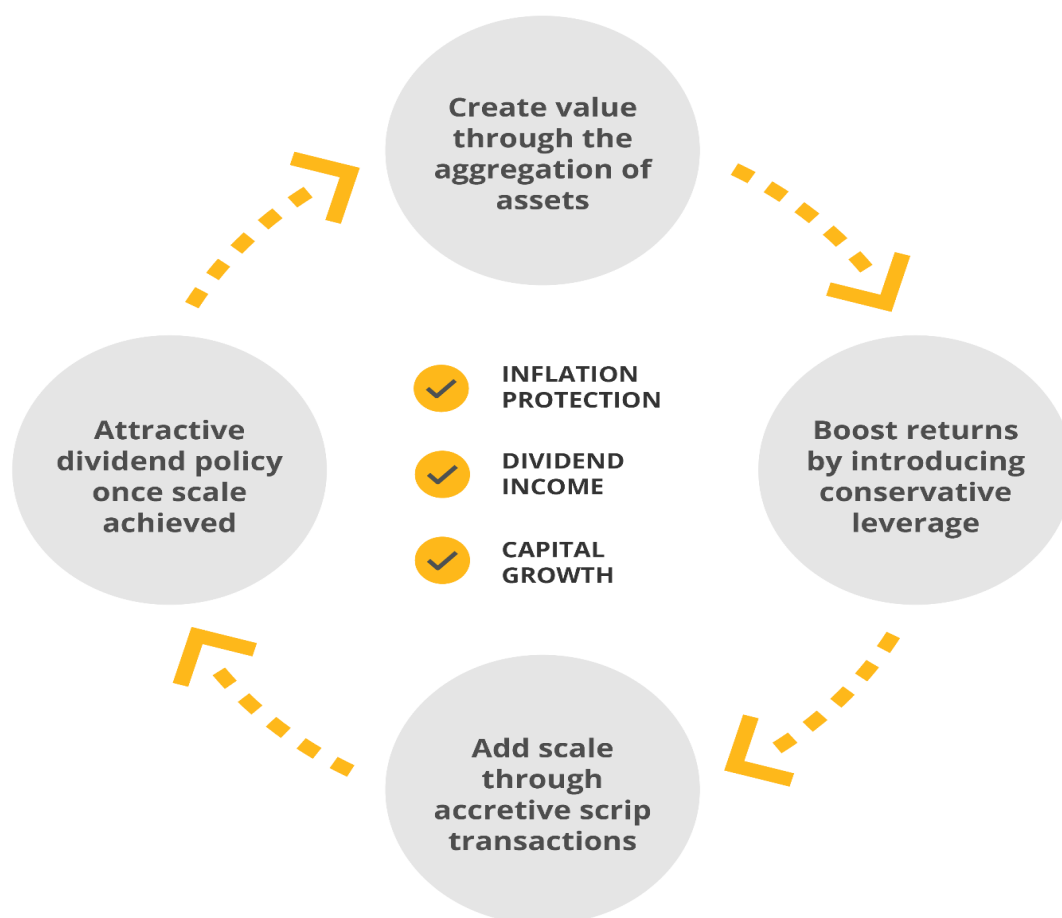 Create value
through the
aggregation of
assets
Boost returns
by introducing
conservative
leverage
Add scale
through
accretive scrip
transactions
Attractive
dividend policy
once scale
achieved
INFLATION
PROTECTION
DIVIDEND
INCOME
CAPITAL
GROWTH